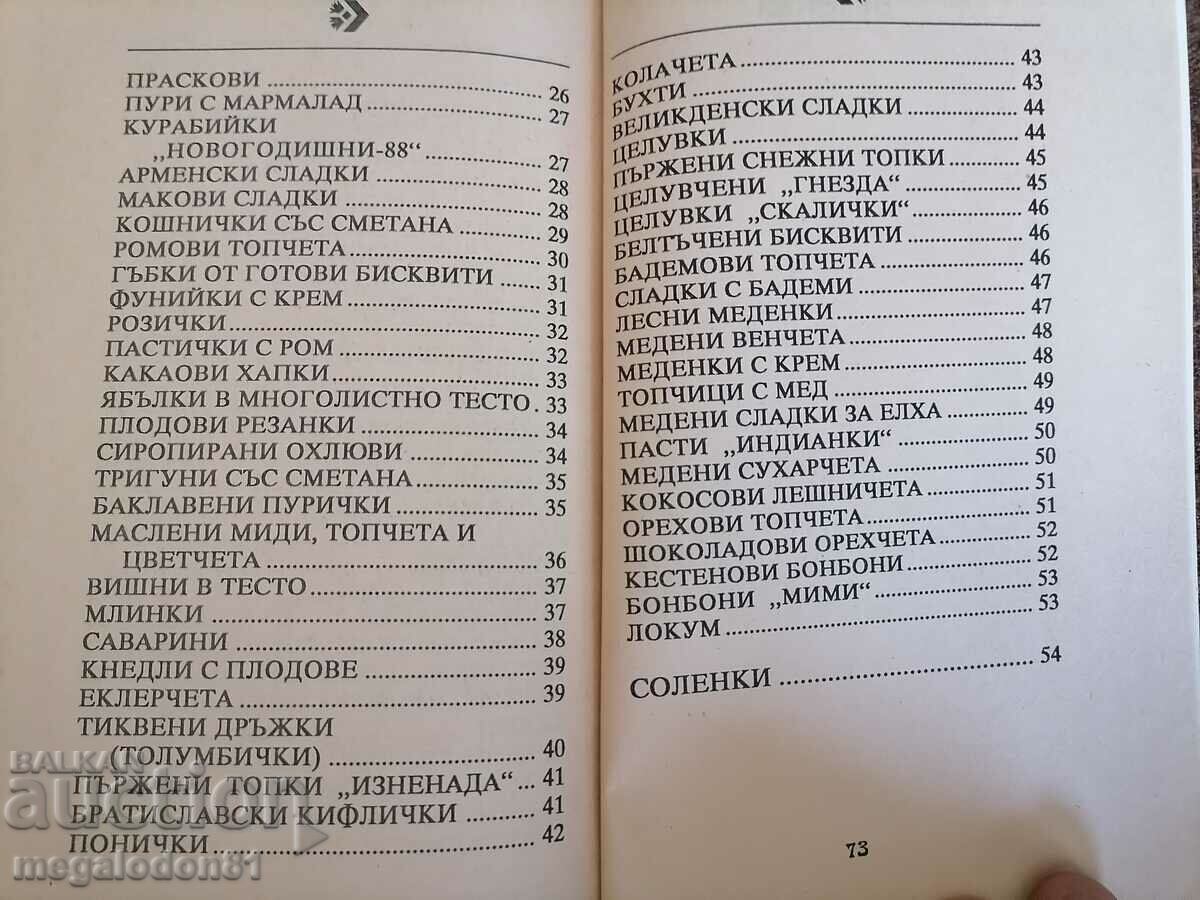 ПРАСКОВИ ........ 26
ПУРИ С МАРМАЛАД ........ 27
КУРАБИЙКИ
„НОВОГОДИШНИ-88“ ........ 27
АРМЕНСКИ СЛАДКИ ........ 28
МАКОВИ СЛАДКИ ........ 28
КОШНИЧКИ СЪС СМЕТАНА ........ 29
РОМОВИ ТОПЧЕТА ........ 30
ГЪБКИ ОТ ГОТОВИ БИСКВИТИ ........ 31
ФУНИЙКИ С КРЕМ ........ 31
РОЗИЧКИ ........ 32
ПАСТИЧКИ С РОМ ........ 32
КАКАОВИ ХАПКИ ........ 33
ЯБЪЛКИ В МНОГОЛИСТНО ТЕСТО . 33
ПЛОДОВИ РЕЗАНКИ ........ 34
СИРОПИРАНИ ОХЛЮВИ ........ 34
ТРИГУНИ СЪС СМЕТАНА ........ 35
БАКЛАВЕНИ ПУРИЧКИ ........ 35
МАСЛЕНИ МИДИ, ТОПЧЕТА И
ЦВЕТЧЕТА ........ 36
ВИШНИ В ТЕСТО ........ 37
МЛИНКИ ........ 37
САВАРИНИ ........ 38
КНЕДЛИ С ПЛОДОВЕ ........ 39
ЕКЛЕРЧЕТА ........ 39
ТИКВЕНИ ДРЪЖКИ
(ТОЛУМБИЧКИ) ........ 40
ПЪРЖЕНИ ТОПКИ „ИЗНЕНАДА“ ... 41
БРАТИСЛАВСКИ КИФЛИЧКИ ........ 41
ПОНИЧКИ ........ 42
КОЛАЧЕТА ........ 43
БУХТИ ........ 43
ВЕЛИКДЕНСКИ СЛАДКИ ........ 44
ЦЕЛУВКИ ........ 44
ПЪРЖЕНИ СНЕЖНИ ТОПКИ ........ 45
ЦЕЛУВЧЕНИ „ГНЕЗДА“ ........ 45
ЦЕЛУВКИ „СКАЛИЧКИ“ ........ 46
БЕЛТЪЧЕНИ БИСКВИТИ ........ 46
БАДЕМОВИ ТОПЧЕТА ........ 46
СЛАДКИ С БАДЕМИ ........ 47
ЛЕСНИ МЕДЕНКИ ........ 47
МЕДЕНИ ВЕНЧЕТА ........ 48
МЕДЕНКИ С КРЕМ ........ 48
ТОПЧИЦИ С МЕД ........ 49
МЕДЕНИ СЛАДКИ ЗА ЕЛХА ........ 49
ПАСТИ „ИНДИАНКИ“ ........ 50
МЕДЕНИ СУХАРЧЕТА ........ 50
КОКОСОВИ ЛЕШНИЧЕТА ........ 51
ОРЕХОВИ ТОПЧЕТА ........ 51
ШОКОЛАДОВИ ОРЕХЧЕТА ........ 52
КЕСТЕНОВИ БОНБОНИ ........ 52
БОНБОНИ „МИМИ“ ........ 53
ЛОКУМ ........ 53
СОЛЕНКИ ........ 54
73
BALKAN
auction
megalodon81